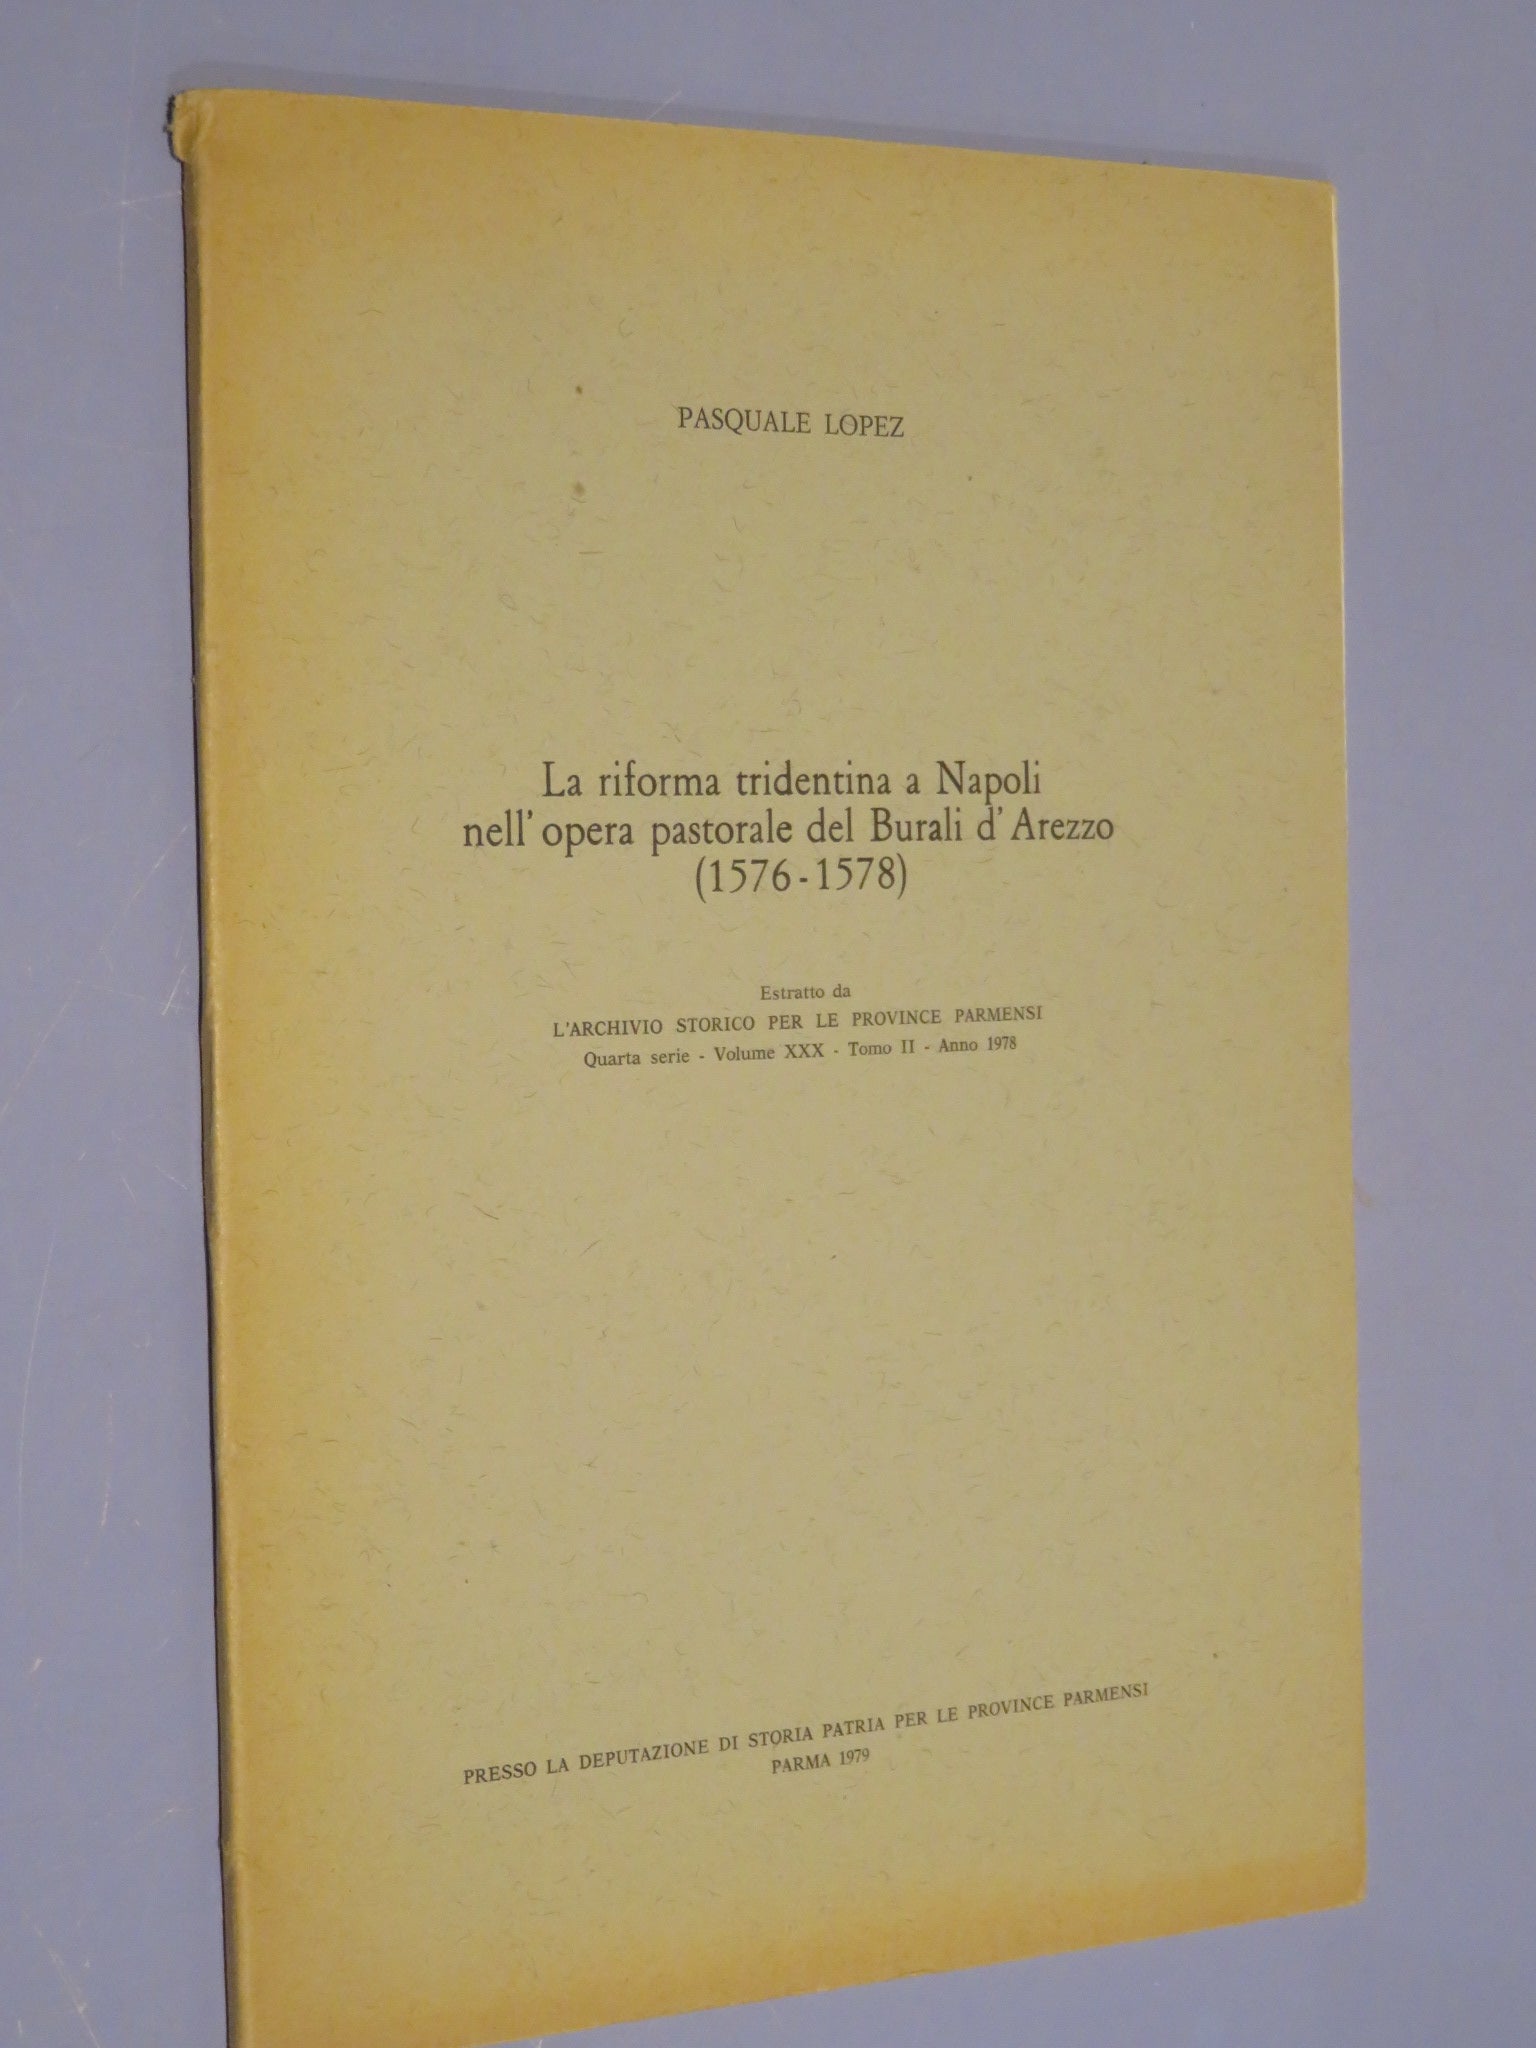 PASQUALE LOPEZ
La riforma tridentina a Napoli
nell'opera pastorale del Burali d'Arezzo
(1576-1578)
Estratto da
L'ARCHIVIO STORICO PER LE PROVINCE PARMENSI
Quarta serie - Volume XXX - Tomo II - Anno 1978
PRESSO LA DEPUTAZIONE DI STORIA PATRIA PER LE PROVINCE PARMENSI
PARMA 1979